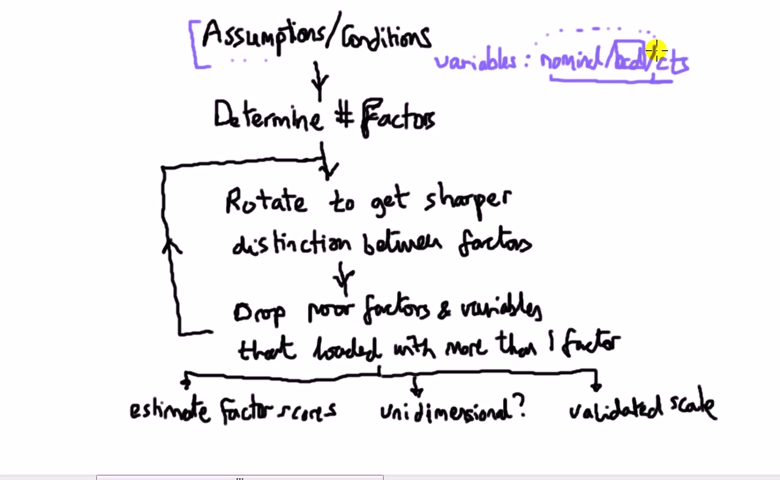 Assumptions/Conditions
variables: nominal/ /cts
Determine # Factors
Rotate to get sharper
distinction between factors
Drop poor factors & variables
that loaded with more than 1 factor
estimate factor scores
unidimensional?
validated scale